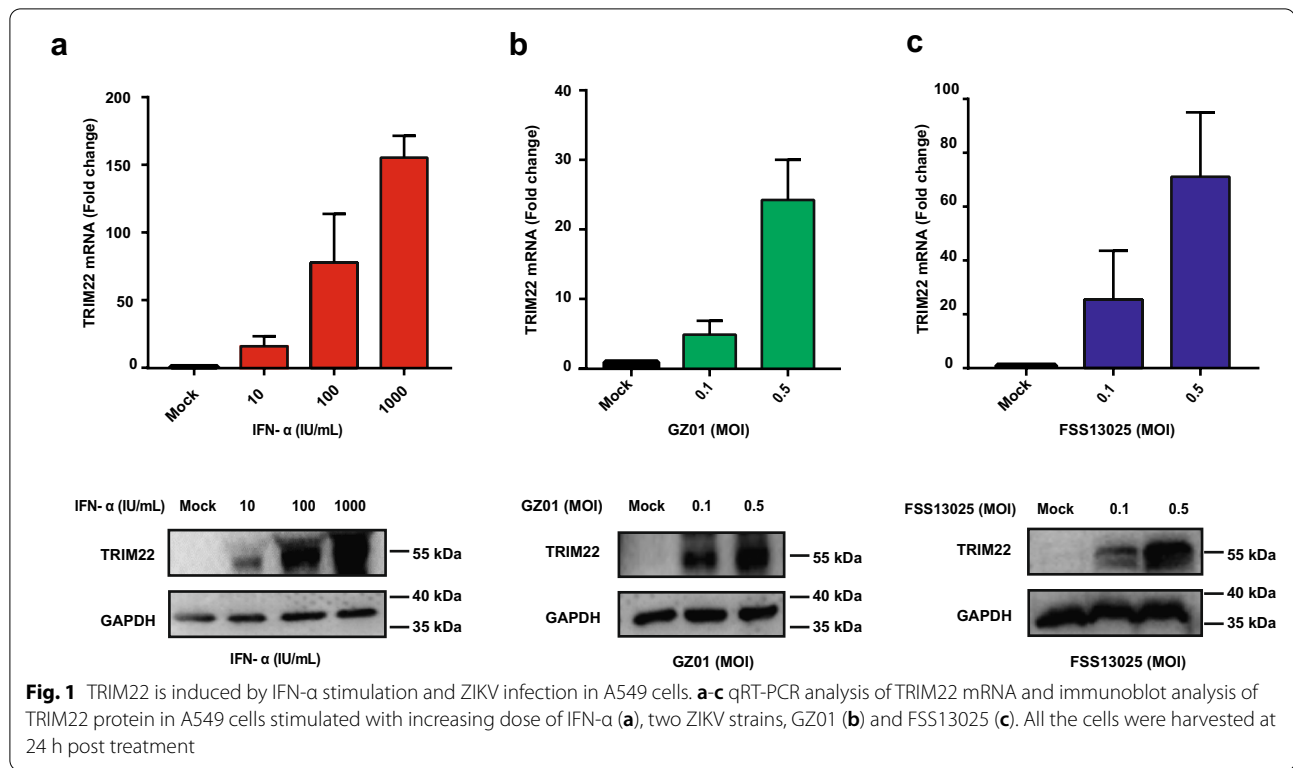 a
b
c
TRIM22 mRNA (Fold change)
200
150
100
50
0
Mock
10
100
1000
IFN- α (IU/mL)
TRIM22 mRNA (Fold change)
40
30
20
10
0
Mock
0.1
0.5
GZ01 (MOI)
TRIM22 mRNA (Fold change)
100
80
60
40
20
0
Mock
0.1
0.5
FSS13025 (MOI)
IFN- α (IU/mL) Mock 10 100 1000
TRIM22
55 kDa
GAPDH
40 kDa
35 kDa
IFN- α (IU/mL)
GZ01 (MOI) Mock 0.1 0.5
TRIM22
55 kDa
GAPDH
40 kDa
35 kDa
GZ01 (MOI)
FSS13025 (MOI) Mock 0.1 0.5
TRIM22
55 kDa
GAPDH
40 kDa
35 kDa
FSS13025 (MOI)
Fig. 1 TRIM22 is induced by IFN-α stimulation and ZIKV infection in A549 cells. a-c qRT-PCR analysis of TRIM22 mRNA and immunoblot analysis of
TRIM22 protein in A549 cells stimulated with increasing dose of IFN-α (a), two ZIKV strains, GZ01 (b) and FSS13025 (c). All the cells were harvested at
24 h post treatment